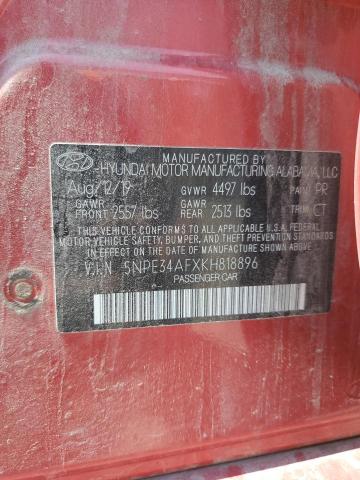 MANUFACTURED BY
HYUNDAI MOTOR MANUFACTURING ALABAMA, LLC
Aug/12/19 GVWR 4497 lbs PAINT PR
GAWR FRONT 2557 lbs GAWR REAR 2513 lbs TRIM CT
THIS VEHICLE CONFORMS TO ALL APPLICABLE U.S. FEDERAL
MOTOR VEHICLE SAFETY, BUMPER, AND THEFT PREVENTION
STANDARDS IN EFFECT ON THE DATE OF MANUFACTURE
SHOWN ABOVE.
V.I.N 5NPE34AFXKH818896
PASSENGER CAR